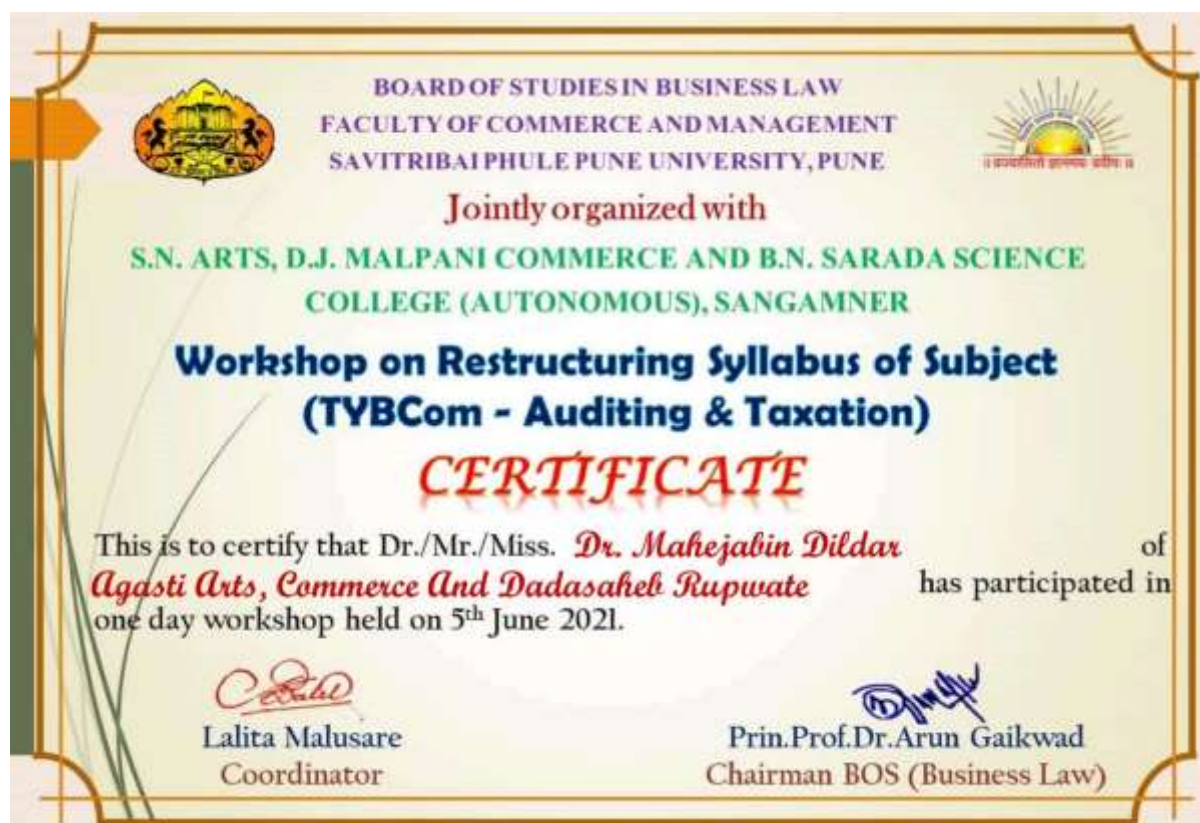 BOARD OF STUDIES IN BUSINESS LAW
FACULTY OF COMMERCE AND MANAGEMENT
SAVITRIBAI PHULE PUNE UNIVERSITY, PUNE
Jointly organized with
S.N. ARTS, D.J. MALPANI COMMERCE AND B.N. SARADA SCIENCE
COLLEGE (AUTONOMOUS), SANGAMNER
Workshop on Restructuring Syllabus of Subject
(TYBCom - Auditing & Taxation)
CERTIFICATE
This is to certify that Dr./Mr./Miss. Dr. Mahejabin Dildar of
Agasti Arts, Commerce And Dadasaheb Rupwate has participated in
one day workshop held on 5th June 2021.
Lalita Malusare
Coordinator
Prin.Prof.Dr.Arun Gaikwad
Chairman BOS (Business Law)